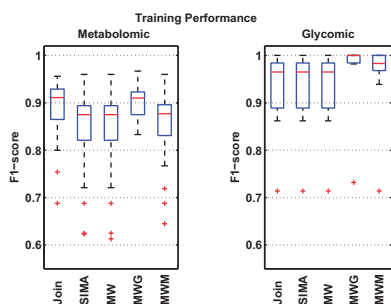 Training Performance
Metabolomic
Glycomic
1
0.9
0.8
0.7
0.6
F1−score
Join
SIMA
MW
MWG
MWM
1
0.9
0.8
0.7
0.6
F1−score
Join
SIMA
MW
MWG
MWM